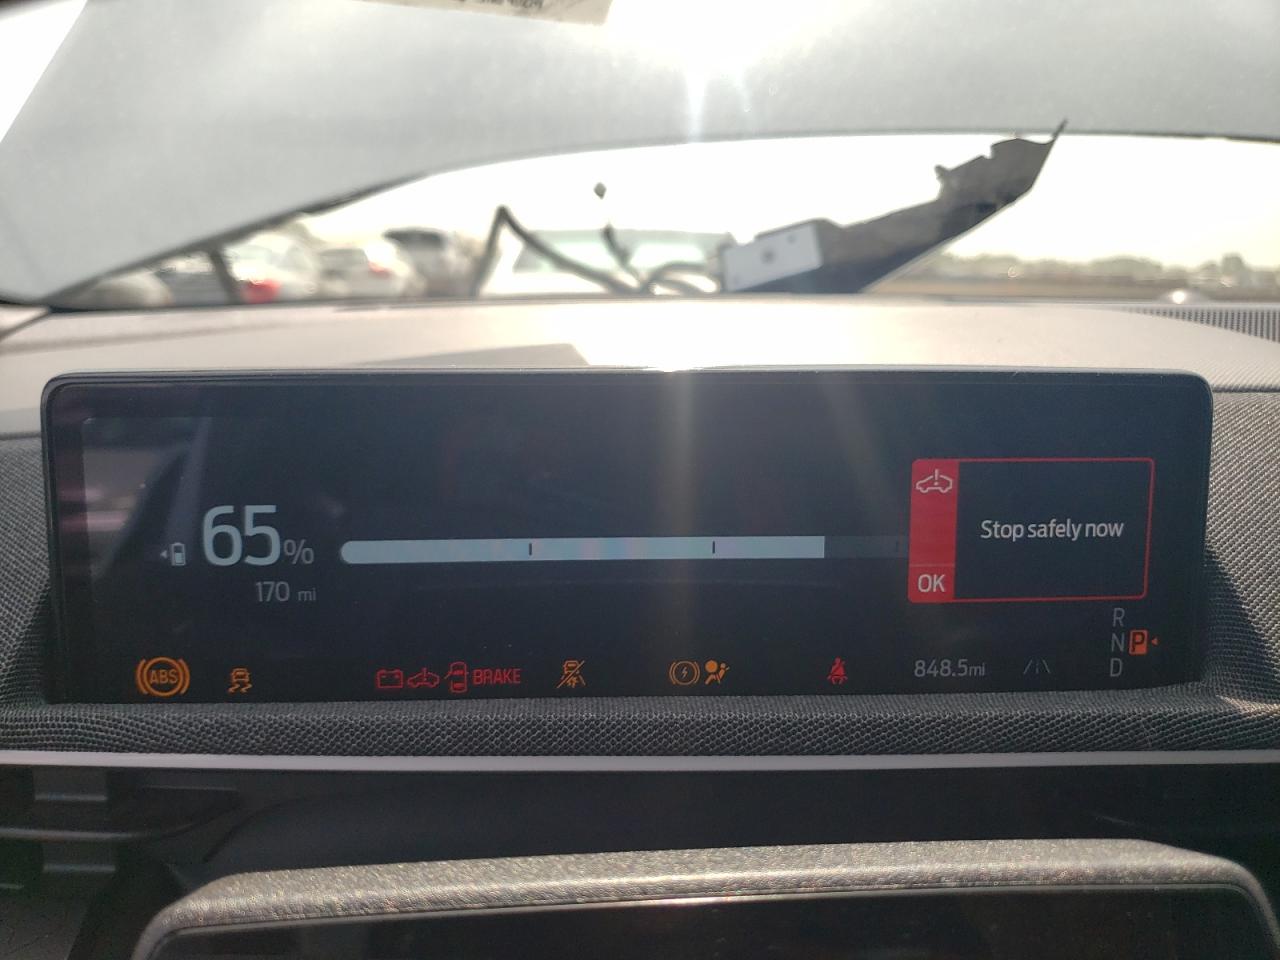 65%
170 mi
Stop safely now
OK
R
N P
D
ABS
BRAKE
848.5mi